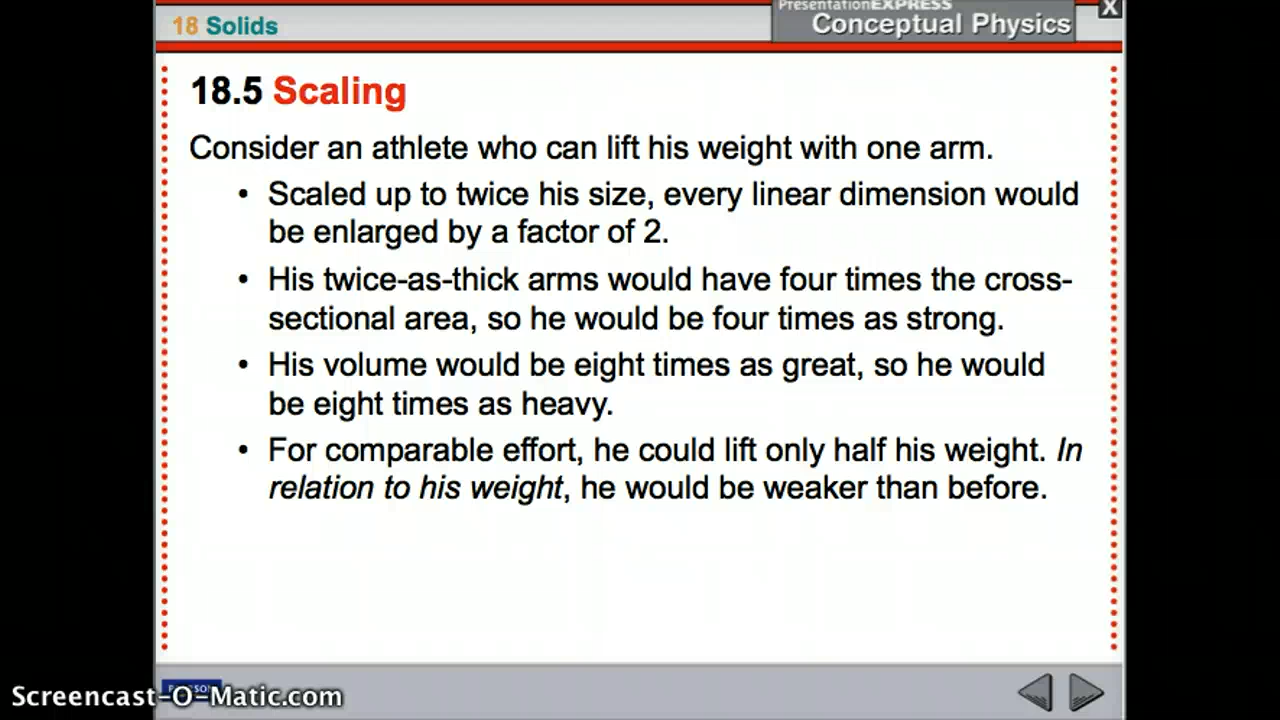 PresentationEXPRESS
X
18 Solids
Conceptual Physics
18.5 Scaling
Consider an athlete who can lift his weight with one arm.
• Scaled up to twice his size, every linear dimension would
be enlarged by a factor of 2.
• His twice-as-thick arms would have four times the cross-
sectional area, so he would be four times as strong.
• His volume would be eight times as great, so he would
be eight times as heavy.
• For comparable effort, he could lift only half his weight. In
relation to his weight, he would be weaker than before.
Screencast-O-Matic.com